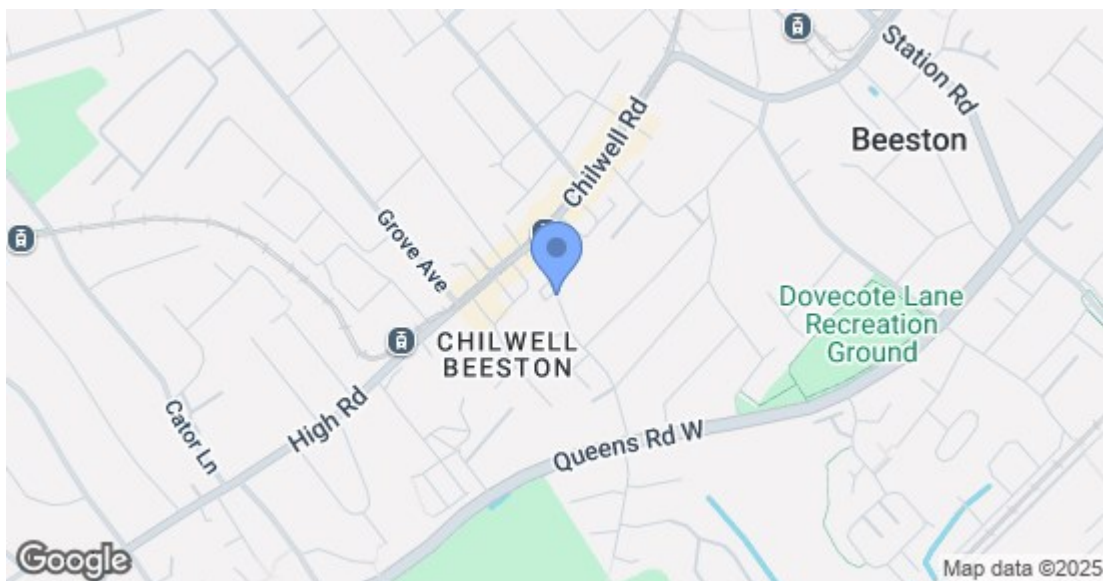 Station Rd
Beeston
Chilwell Rd
Grove Ave
Dovecote Lane
Recreation
Ground
CHILWELL
BEESTON
High Rd
Cator Ln
Queens Rd W
Google
Map data ©2025